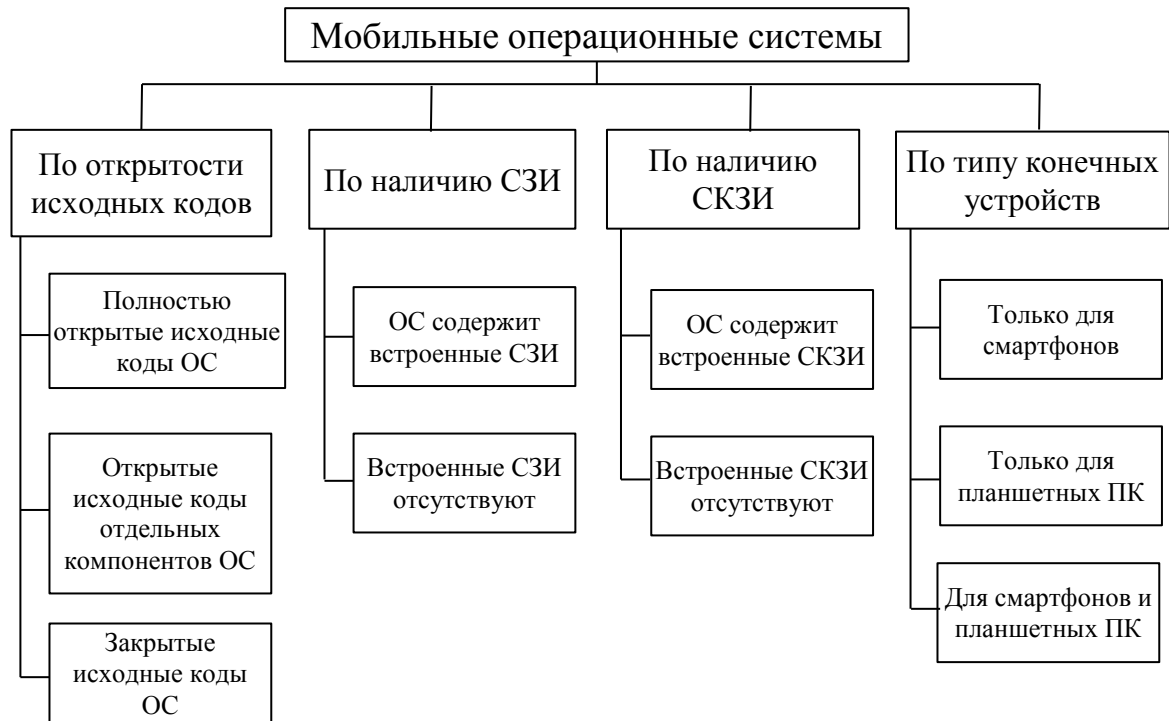 Мобильные операционные системы
По открытости
исходных кодов
Полностью
открытые исходные
коды ОС
Открытые
исходные коды
отдельных
компонентов ОС
Закрытые
исходные коды
ОС
По наличию СЗИ
ОС содержит
встроенные СЗИ
Встроенные СЗИ
отсутствуют
По наличию
СКЗИ
ОС содержит
встроенные СКЗИ
Встроенные СКЗИ
отсутствуют
По типу конечных
устройств
Только для
смартфонов
Только для
планшетных ПК
Для смартфонов и
планшетных ПК